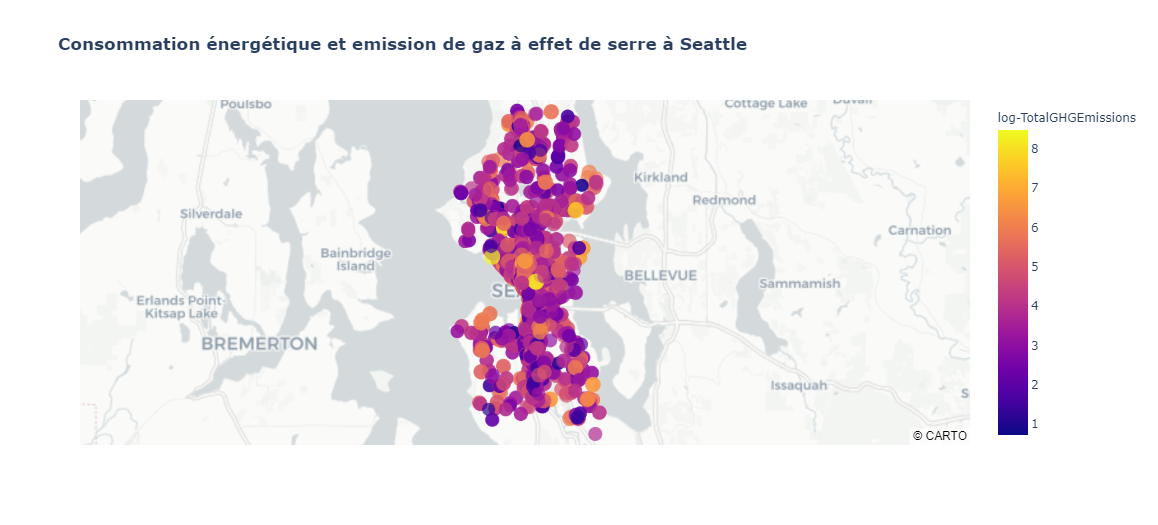 Consommation énergétique et emission de gaz à effet de serre à Seattle
log-TotalGHGEmissions
Poulsbo
Cottage Lake
Kirkland
Redmond
Silverdale
Carnation
Bainbridge
Island
BELLEVUE
Sammamish
Erlands Point-
Kitsap Lake
BREMERTON
Issaquah
8
7
6
5
4
3
2
1
© CARTO